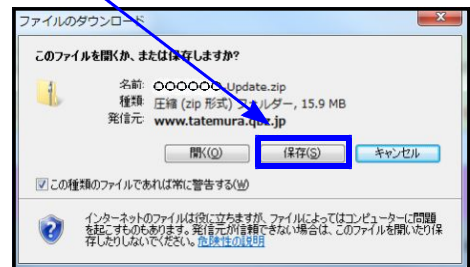 ファイルのダウンロード
このファイルを開くか、または保存しますか?
名前: OOOOOO Update.zip
種類: 圧縮 (zip 形式) フォルダー, 15.9 MB
発信元: www.tatemura.qbz.jp
開く(O) 保存(S) キャンセル
この種類のファイルであれば常に警告する(W)
インターネットのファイルは役に立ちますが、ファイルによってはコンピューターに問題
を起こすものもあります。発信元が信頼できない場合は、このファイルを開いたり保
存したりしないでください。危険性の説明